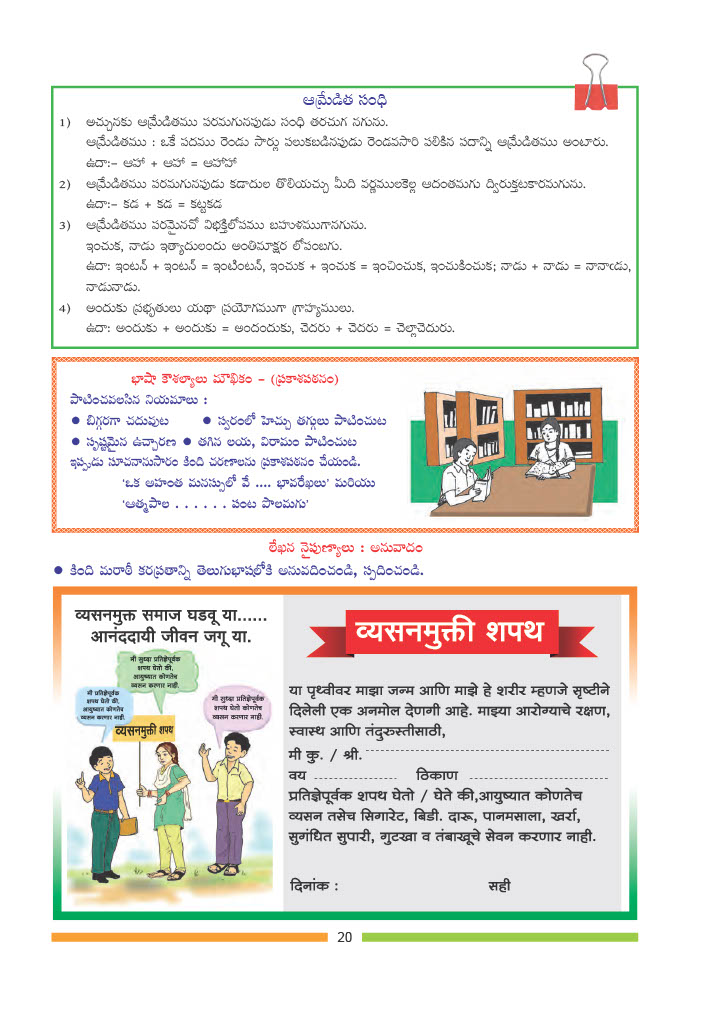 ఆమ్రేడిత సంధి
1) అచ్చునకు ఆమ్రేడితము పరమగునపుడు సంధి తరచుగ నగును.
ఆమ్రేడితము : ఒకే పదము రెండు సార్లు పలుకబడినపుడు రెండవసారి పలికిన పదాన్ని ఆమ్రేడితము అంటారు.
ఉదా:- ఆహా + ఆహా = ఆహాహా
2) ఆమ్రేడితము పరమగునపుడు కడాదుల తొలియచ్చు మీది వర్ణములకెల్ల ఆదంతమగు ద్విరుక్తటకారమగును.
ఉదా:- కడ + కడ = కట్టకడ
3) ఆమ్రేడితము పరమైనచో విభక్తిలోపము బహుళముగానగును.
ఇంచుక, నాడు ఇత్యాదులందు అంతిమాక్షర లోపంబగు.
ఉదా: ఇంటన్ + ఇంటన్ = ఇంటింటన్, ఇంచుక + ఇంచుక = ఇంచించుక, ఇంచుకించుక; నాడు + నాడు = నానాఁడు,
నాడునాడు.
4) అందుకు ప్రభృతులు యథా ప్రయోగముగా గ్రాహ్యములు.
ఉదా: అందుకు + అందుకు = అందందుకు, చెదరు + చెదరు = చెల్లాచెదురు.
భాషా కౌశల్యాలు మౌఖికం - (ప్రకాశపఠనం)
పాటించవలసిన నియమాలు :
● బిగ్గరగా చదువుట ● స్వరంలో హెచ్చు తగ్గులు పాటించుట
● స్పష్టమైన ఉచ్చారణ ● తగిన లయ, విరామం పాటించుట
ఇప్పుడు సూచనానుసారం కింది చరణాలను ప్రకాశపఠనం చేయండి.
'ఒక అహంత మనస్సులో వే .... భావరేఖలు' మరియు
'ఆత్మపాల . . . . . . పంట పొలమగు'
లేఖన నైపుణ్యాలు : అనువాదం
● కింది మరాఠీ కరప్రతాన్ని తెలుగుభాషలోకి అనువదించండి, స్పదించండి.
व्यसनमुक्त समाज घडवू या......
आनंददायी जीवन जगू या.
मी सुध्दा प्रतिज्ञेपूर्वक
शपथ घेतो की,
आयुष्यात कोणतेच
व्यसन करणार नाही.
मी प्रतिज्ञेपूर्वक
शपथ घेतो की,
आयुष्यात कोणतेच
व्यसन करणार नाही.
मी सुध्दा प्रतिज्ञेपूर्वक
शपथ घेतो कोणतेच
व्यसन करणार नाही.
व्यसनमुक्ती शपथ
व्यसनमुक्ती शपथ
या पृथ्वीवर माझा जन्म आणि माझे हे शरीर म्हणजे सृष्टीने
दिलेली एक अनमोल देणगी आहे. माझ्या आरोग्याचे रक्षण,
स्वास्थ आणि तंदुरुस्तीसाठी,
मी कु. / श्री. --------------------
वय -------------- ठिकाण --------------------
प्रतिज्ञेपूर्वक शपथ घेतो / घेते की,आयुष्यात कोणतेच
व्यसन तसेच सिगारेट, बिडी. दारू, पानमसाला, खर्रा,
सुगंधित सुपारी, गुटखा व तंबाखूचे सेवन करणार नाही.
दिनांक : सही
20